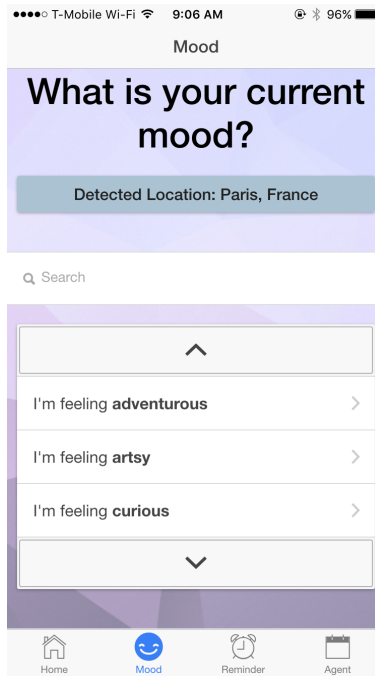 T-Mobile Wi-Fi 9:06 AM 96%
Mood
What is your current
mood?
Detected Location: Paris, France
Search
I'm feeling adventurous
I'm feeling artsy
I'm feeling curious
Home Mood Reminder Agent